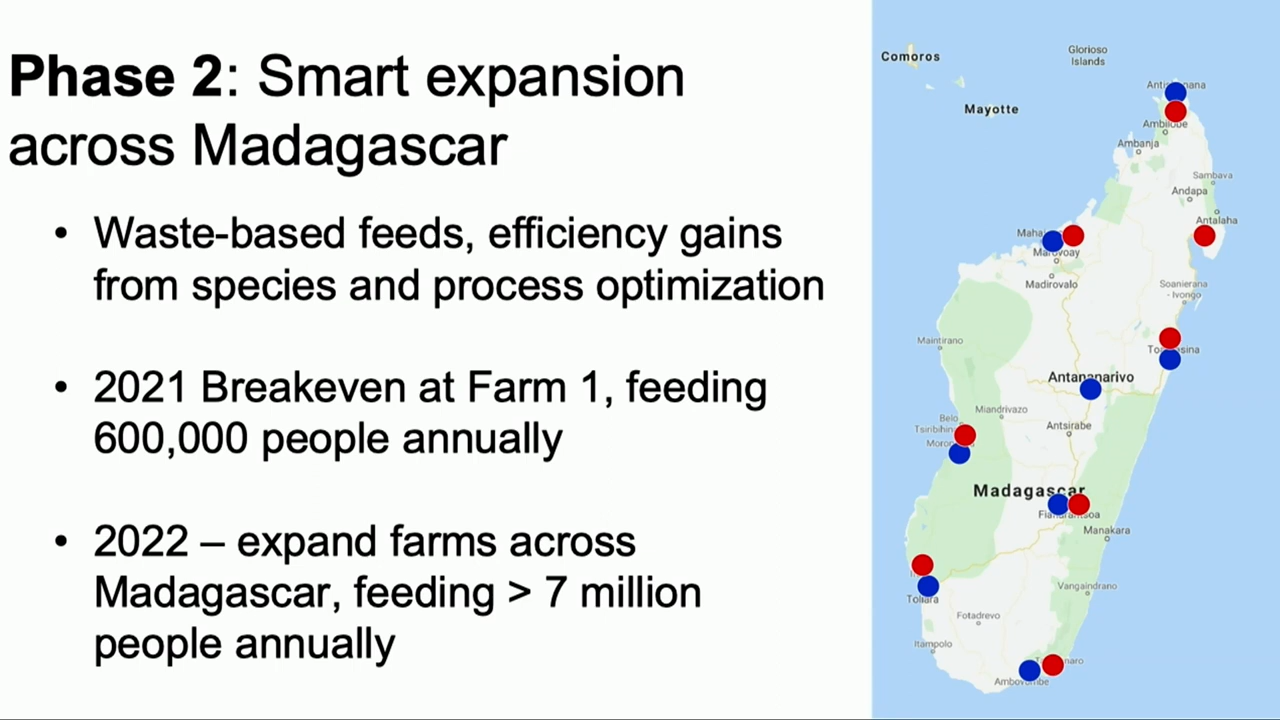 Phase 2: Smart expansion
across Madagascar
• Waste-based feeds, efficiency gains
from species and process optimization
• 2021 Breakeven at Farm 1, feeding
600,000 people annually
• 2022 – expand farms across
Madagascar, feeding > 7 million
people annually
Comoros
Glorioso
Islands
Mayotte
Ambilobe
Ambanja
Sambava
Andapa
Antalaha
Marovoay
Madirovalo
Soanierana
- Ivongo
Maintirano
Antananarivo
Miandrivazo
Belo
Antsirabe
Madagascar
Manakara
Vangaindrano
Toliara
Fotadrevo
Itampolo